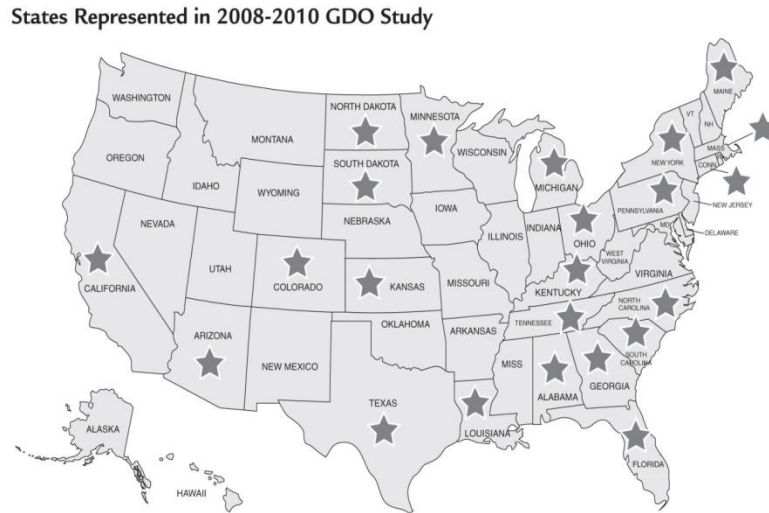 States Represented in 2008-2010 GDO Study
WASHINGTON
OREGON
CALIFORNIA
NEVADA
IDAHO
MONTANA
WYOMING
UTAH
COLORADO
ARIZONA
NEW MEXICO
NORTH DAKOTA
SOUTH DAKOTA
NEBRASKA
KANSAS
OKLAHOMA
TEXAS
MINNESOTA
IOWA
MISSOURI
ARKANSAS
LOUISIANA
WISCONSIN
ILLINOIS
MICHIGAN
INDIANA
OHIO
KENTUCKY
TENNESSEE
MISS
ALABAMA
GEORGIA
FLORIDA
SOUTH
CAROLINA
NORTH
CAROLINA
VIRGINIA
WEST
VIRGINIA
MD
DELAWARE
NEW JERSEY
PENNSYLVANIA
NEW YORK
CONN
MASS
VT
NH
MAINE
ALASKA
HAWAII